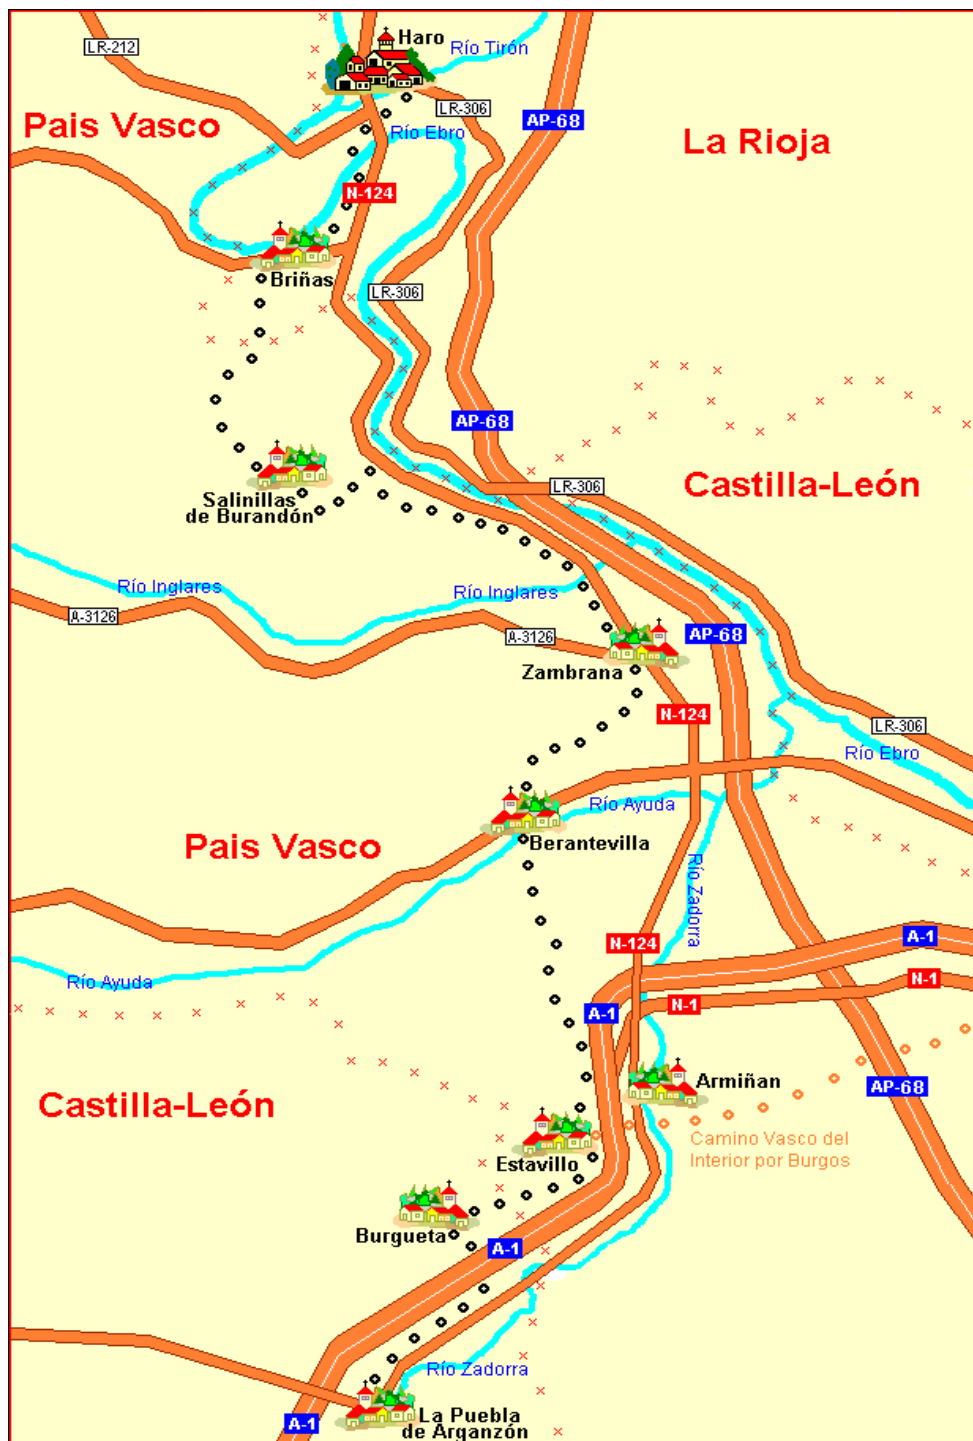 Haro
Río Tirón
LR-212
LR-306
AP-68
Pais Vasco
Río Ebro
La Rioja
N-124
Briñas
LR-306
AP-68
Salinillas
de Burandón
LR-306
Castilla-León
Río Inglares
Río Inglares
A-3126
A-3126
AP-68
Zambrana
N-124
LR-306
Río Ebro
Río Ayuda
Pais Vasco
Berantevilla
Río Zadorra
N-124
A-1
Río Ayuda
N-1
N-1
A-1
Armiñan
AP-68
Castilla-León
Camino Vasco del
Interior por Burgos
Estavillo
Burgueta
A-1
Río Zadorra
La Puebla
de Arganzón
A-1